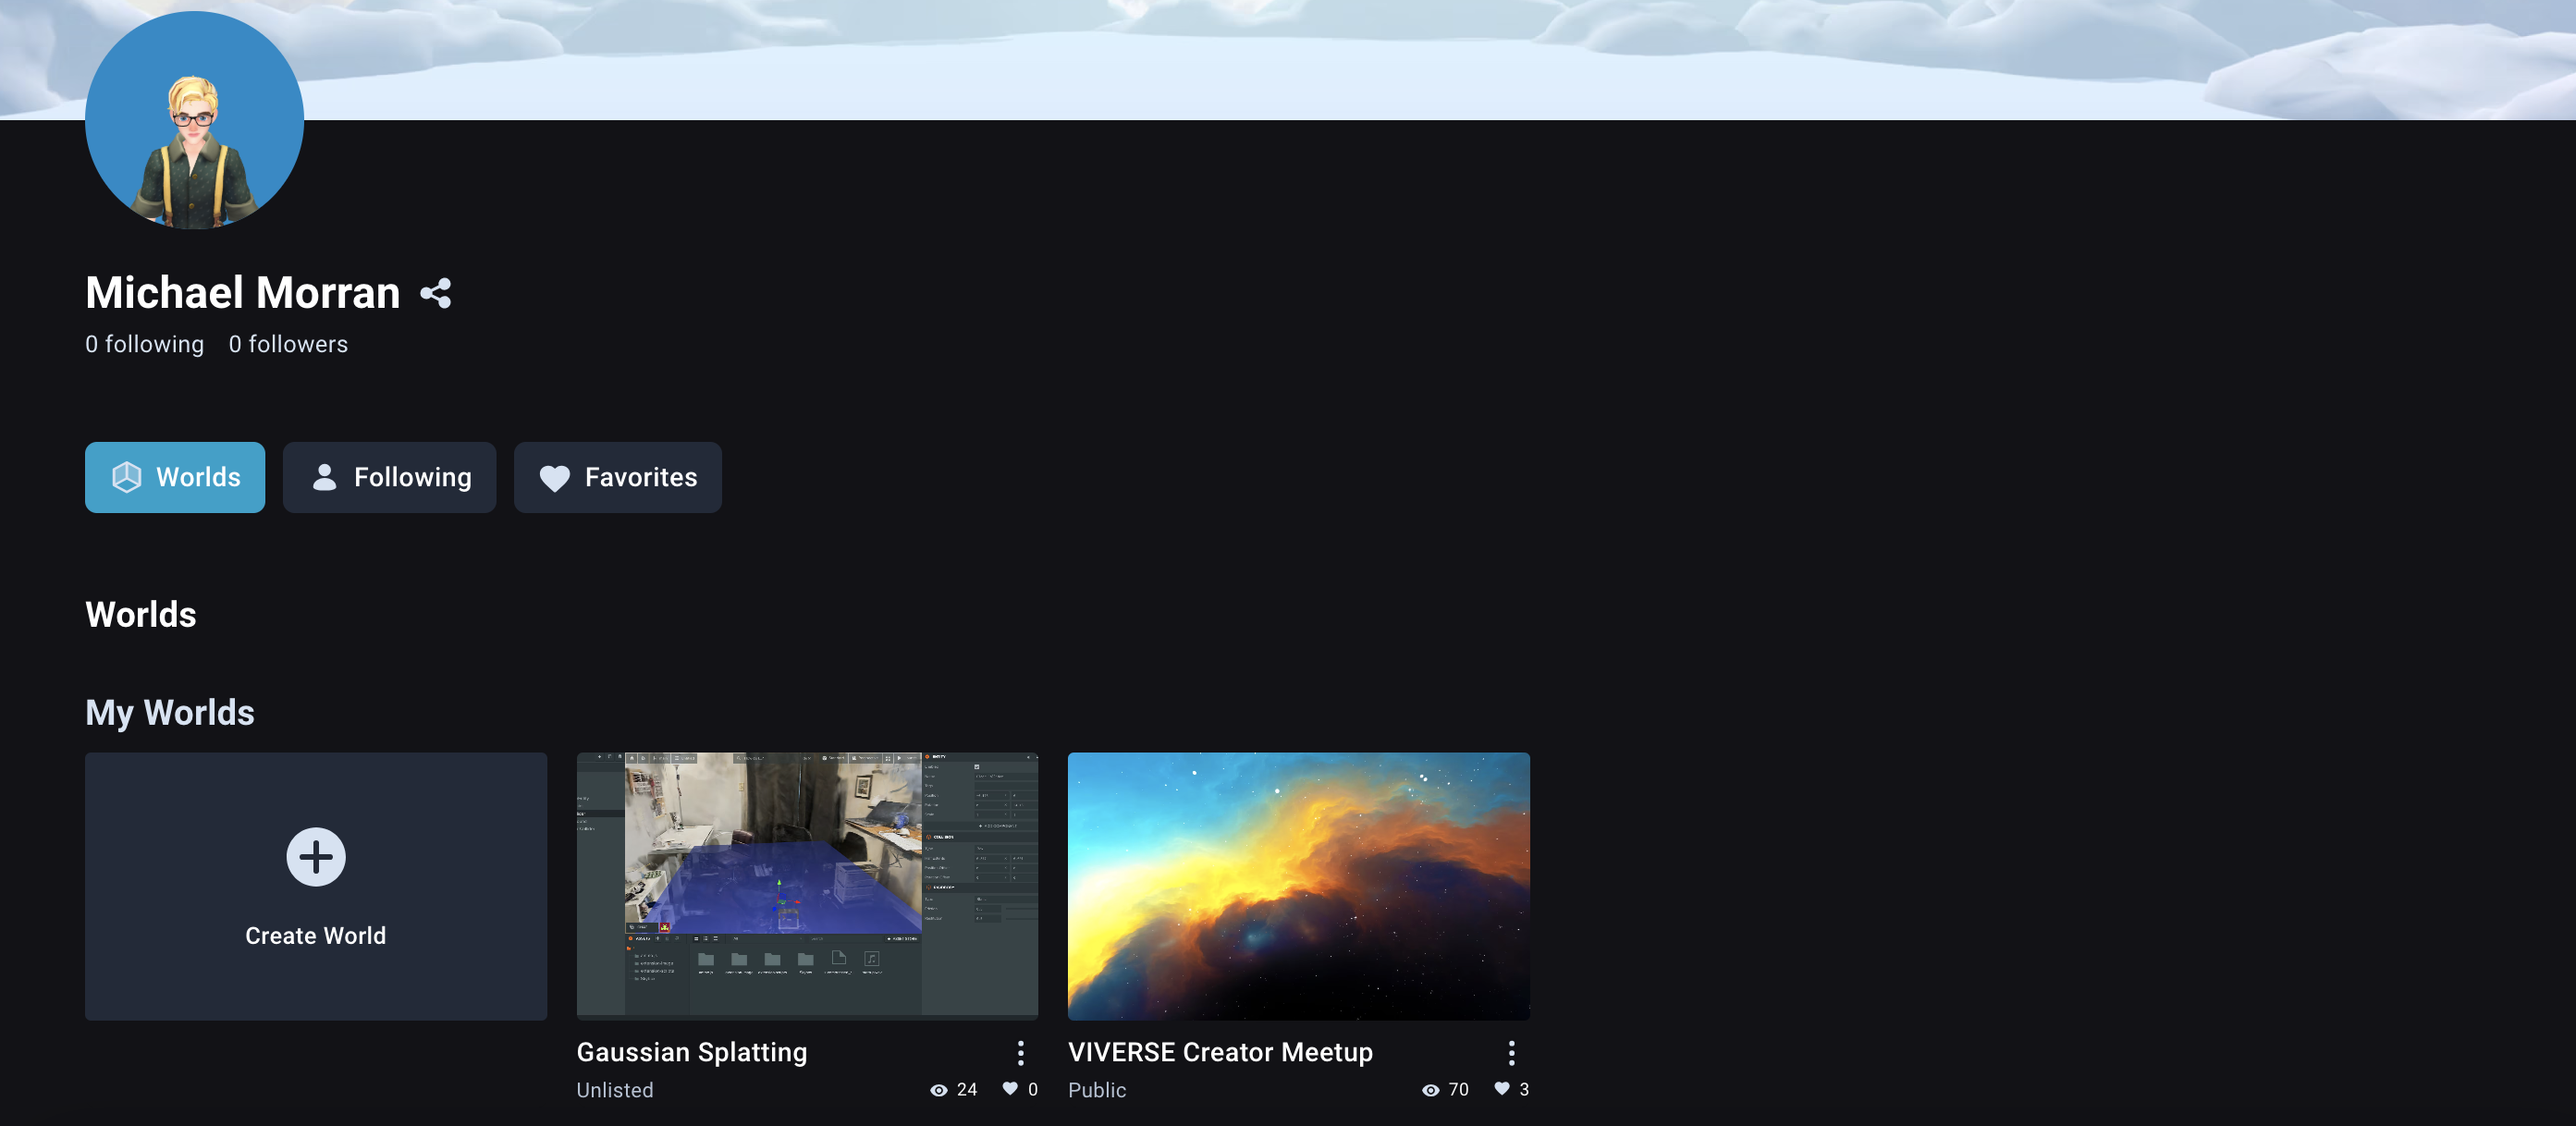 Michael Morran
0 following 0 followers
Worlds Following Favorites
Worlds
My Worlds
Create World
Gaussian Splatting
Unlisted 24 0
VIVERSE Creator Meetup
Public 70 3